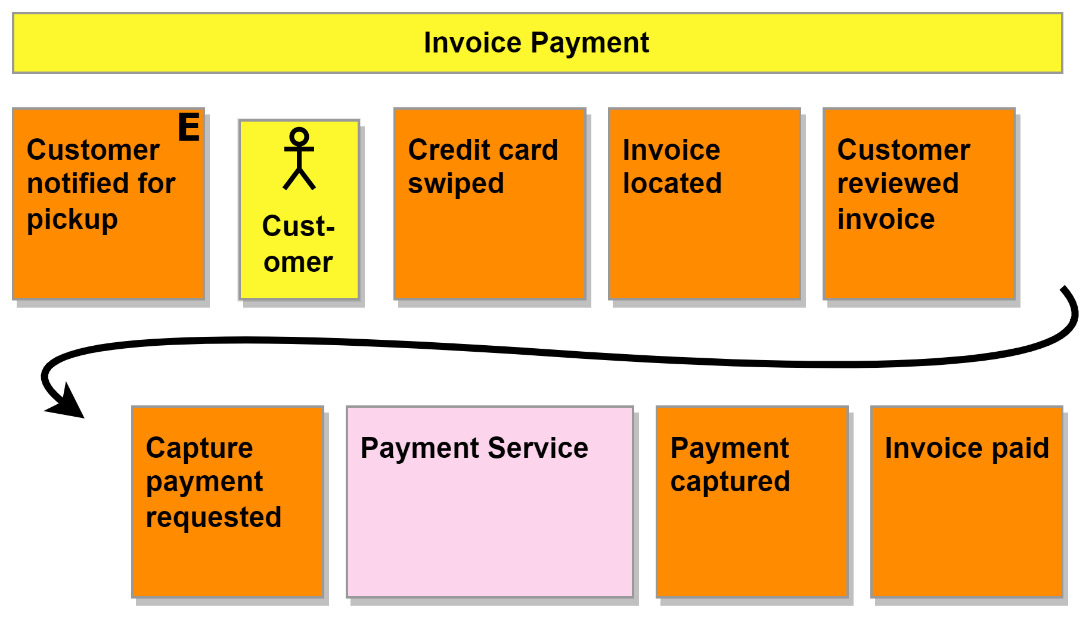 Invoice Payment
E
Customer
notified for
pickup
Cust-
omer
Credit card
swiped
Invoice
located
Customer
reviewed
invoice
Capture
payment
requested
Payment Service
Payment
captured
Invoice paid